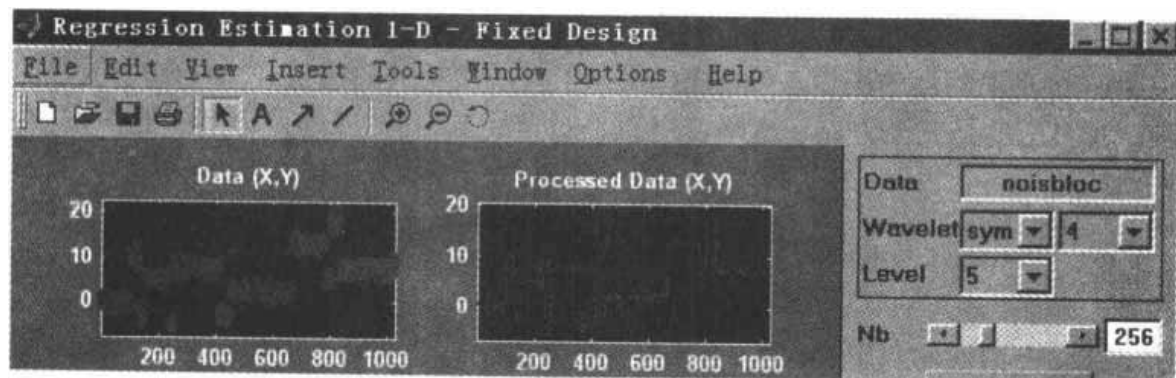 Regression Estimation 1-D - Fixed Design
File Edit View Insert Tools Window Options Help
Data (X,Y)
20
10
0
200 400 600 800 1000
Processed Data (X,Y)
20
10
0
200 400 600 800 1000
Data noisbloc
Wavelet sym 4
Level 5
Nb 256